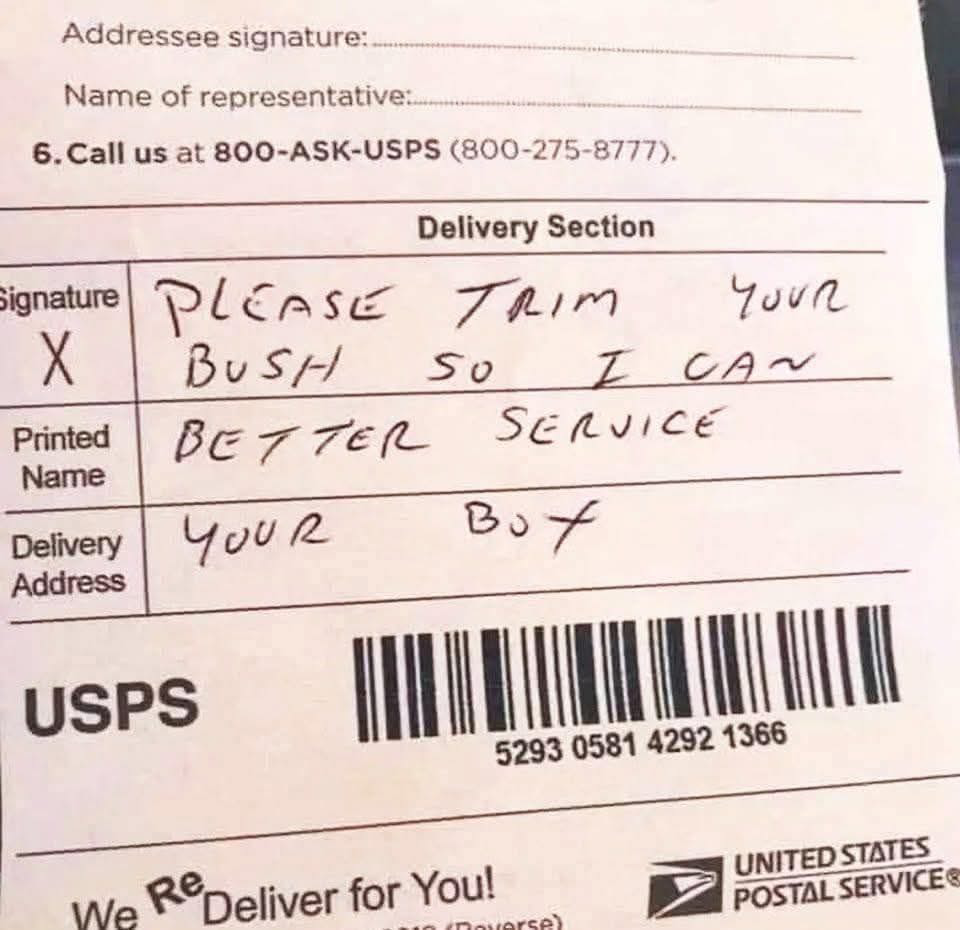 Addressee signature:
Name of representative:
6. Call us at 800-ASK-USPS (800-275-8777).
Delivery Section
Signature
X
PLEASE TRIM YOUR
BUSH SO I CAN
Printed
Name
BETTER SERVICE
Delivery
Address
YOUR BOX
USPS
5293 0581 4292 1366
We ReDeliver for You!
UNITED STATES
POSTAL SERVICE®
(Reverse)